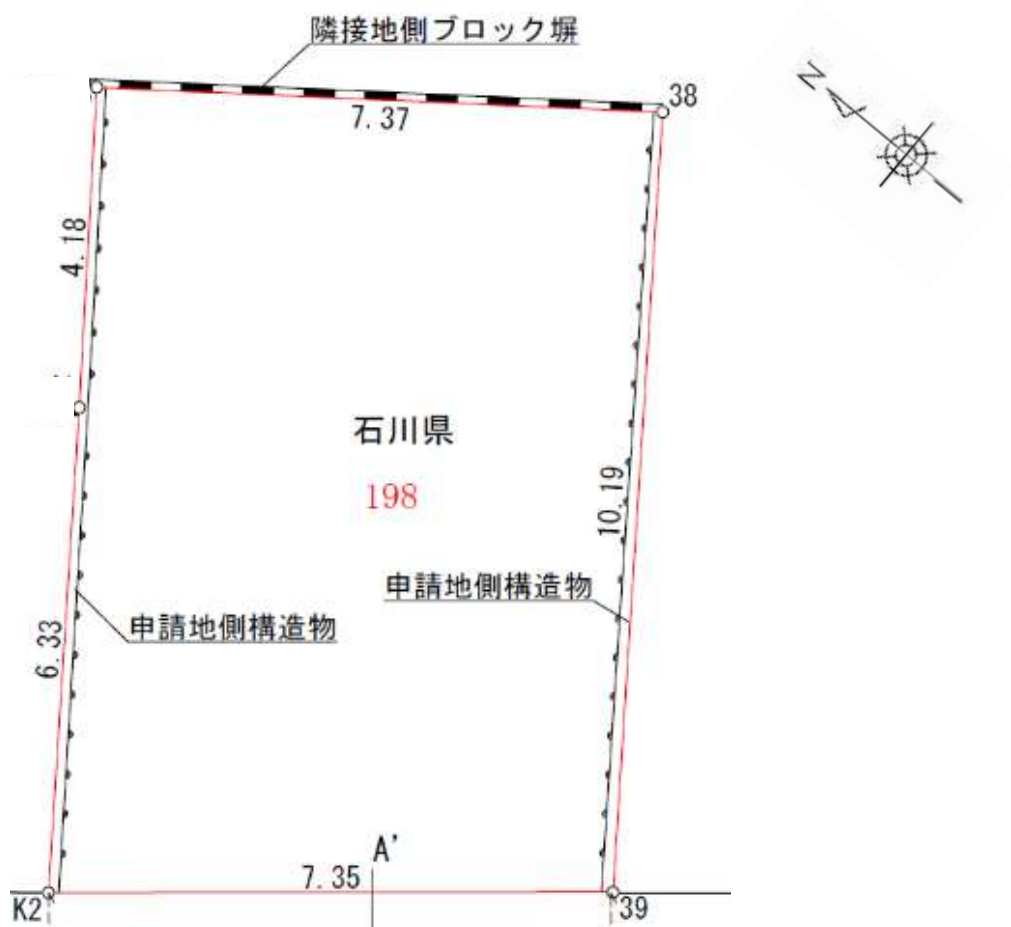 隣接地側ブロック塀
38
7.37
N
4.18
石川県
198
10.19
申請地側構造物
申請地側構造物
6.33
A'
7.35
K2
39